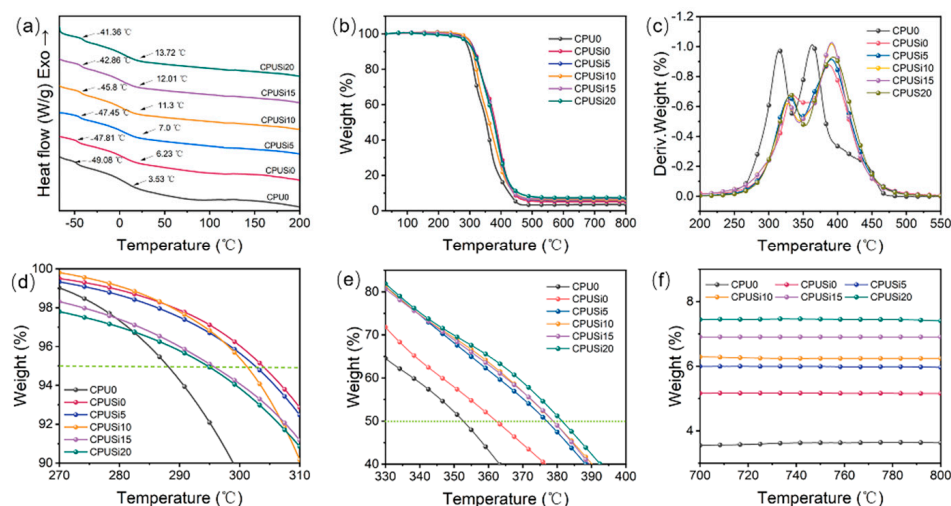 (a)
Heat flow (W/g) Exo →
-41.36 ℃
13.72 ℃
CPUSi20
-42.86 ℃
12.01 ℃
CPUSi15
-45.8 ℃
11.3 ℃
CPUSi10
-47.45 ℃
7.0 ℃
CPUSi5
-47.81 ℃
6.23 ℃
CPUSi0
-49.08 ℃
3.53 ℃
CPU0
-50 0 50 100 150 200
Temperature (℃)
(b)
Weight (%)
100
80
60
40
20
0
CPU0
CPUSi0
CPUSi5
CPUSi10
CPUSi15
CPUSi20
100 200 300 400 500 600 700 800
Temperature (℃)
(c)
Deriv.Weight (%)
-1.2
-1.0
-0.8
-0.6
-0.4
-0.2
0.0
CPU0
CPUSi0
CPUSi5
CPUSi10
CPUSi15
CPUS20
200 250 300 350 400 450 500 550
Temperature (℃)
(d)
Weight (%)
100
98
96
94
92
90
CPU0
CPUSi0
CPUSi5
CPUSi10
CPUSi15
CPUSi20
270 280 290 300 310
Temperature (℃)
(e)
Weight (%)
80
70
60
50
40
CPU0
CPUSi0
CPUSi5
CPUSi10
CPUSi15
CPUSi20
330 340 350 360 370 380 390 400
Temperature (℃)
(f)
Weight (%)
8
6
4
CPU0 CPUSi0 CPUSi5
CPUSi10 CPUSi15 CPUSi20
700 720 740 760 780 800
Temperature (℃)